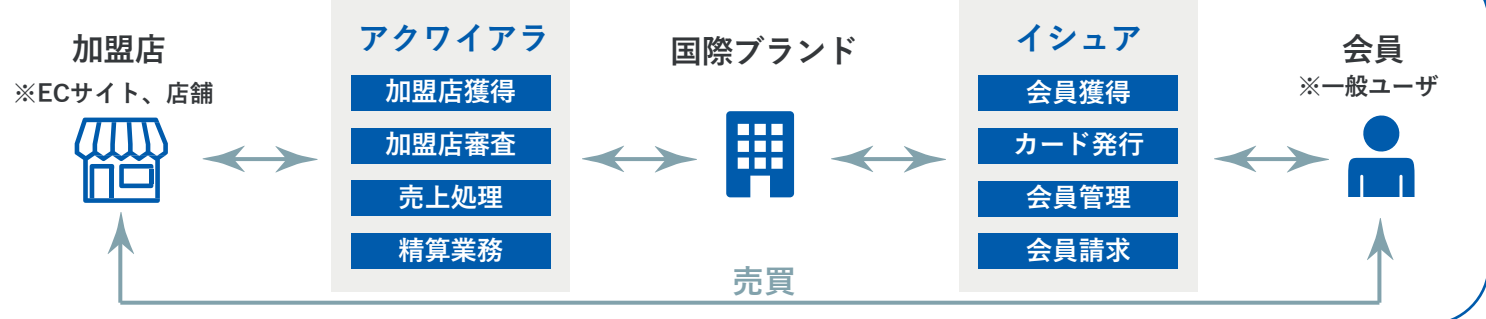 加盟店
※ECサイト、店舗
アクワイアラ
加盟店獲得
加盟店審査
売上処理
精算業務
国際ブランド
イシュア
会員獲得
カード発行
会員管理
会員請求
会員
※一般ユーザ
売買